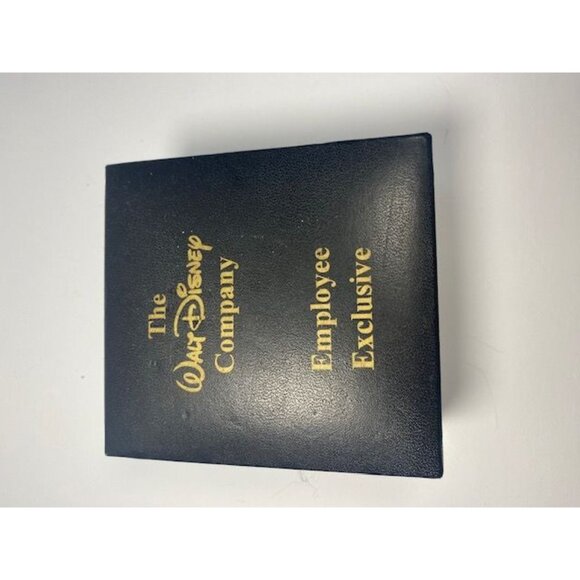 The
Walt Disney
Company
Employee
Exclusive